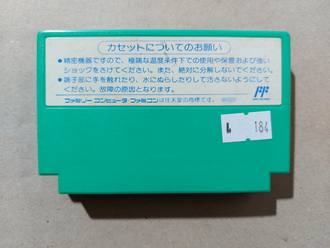 カセットについてのお願い
●精密機器ですので、極端な温度条件下での使用や保管および強い
ショックをさけてください。また、絶対に分解しないでください。
●端子部に手を触れたり、水にぬらしたりして汚さないようにして
ください。故障の原因となります。
ファミリーコンピュータ ファミコンは任天堂の商標です。
L 184